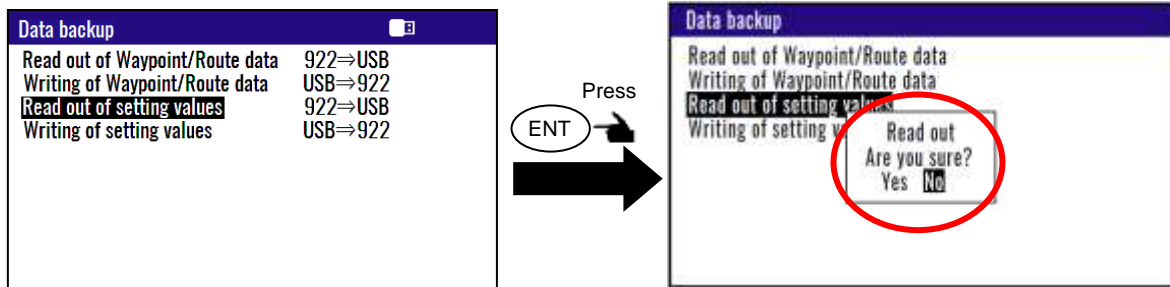 Data backup
Read out of Waypoint/Route data 922⇒USB
Writing of Waypoint/Route data USB⇒922
Read out of setting values 922⇒USB
Writing of setting values USB⇒922
Press
ENT
Data backup
Read out of Waypoint/Route data
Writing of Waypoint/Route data
Read out of setting values
Writing of setting v
Read out
Are you sure?
Yes No